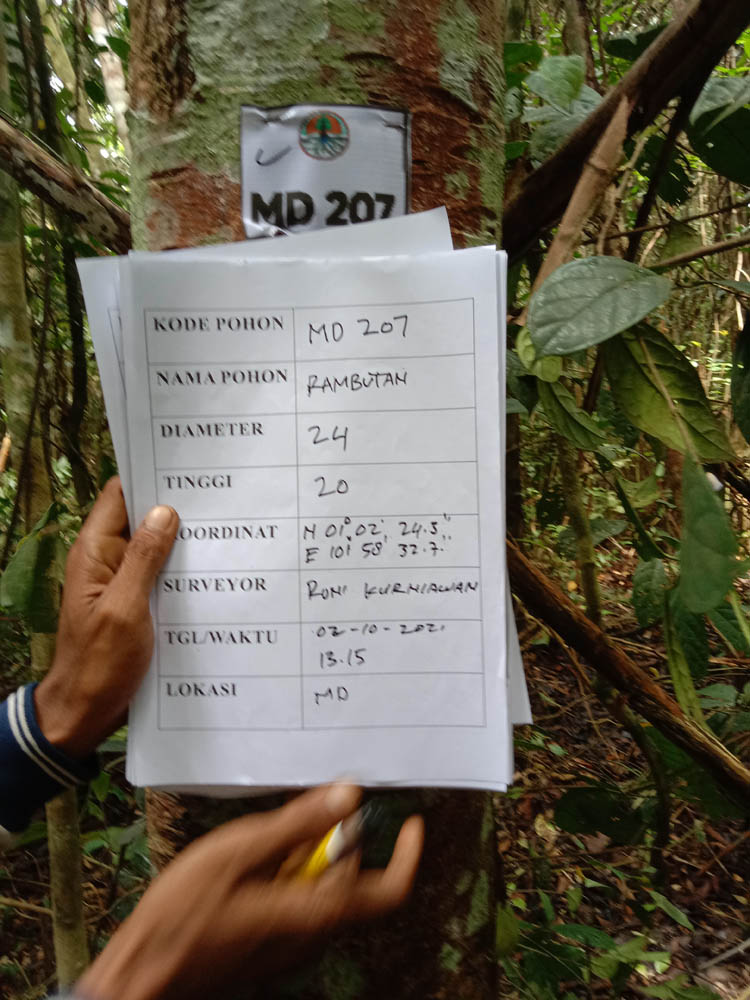 MD 207
KODE POHON MD 207
NAMA POHON RAMBUTAN
DIAMETER 24
TINGGI 20
KOORDINAT N 01° 02' 24.5"
E 101 58' 32.7"
SURVEYOR RONI KURNIAWAN
TGL/WAKTU 02-10-2021
13.15
LOKASI MD